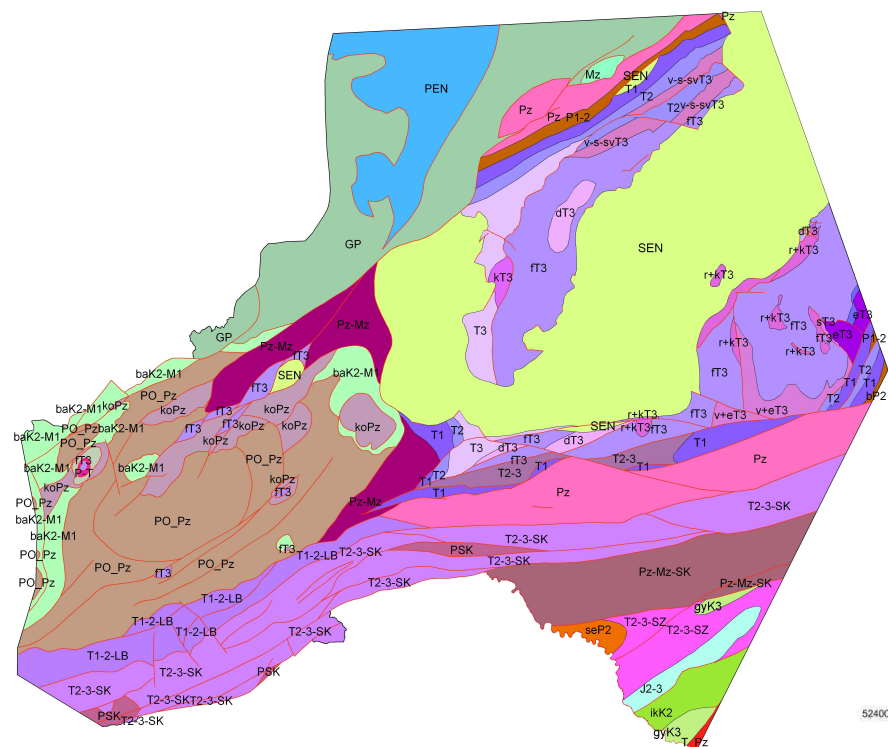 Pz
Mz
SEN
v-s-svT3
PEN
T1
T2
Pz
Pz
P1-2
T2
v-s-svT3
fT3
v-s-svT3
dT3
dT3
GP
SEN
r+kT3
fT3
kT3
r+kT3
eT3
r+kT3
sT3
Pz-Mz
T3
fT3
eT3
GP
fT3
P1-2
Pz-Mz
r+kT3
r+kT3
fT3
baK2-M1
SEN
baK2-M1
fT3
T2
fT3
T1
T1
PO_Pz
bP2
T2
baK2-M1
koPz
koPz
fT3
fT3
v+eT3
v+eT3
r+kT3
PO_Pz
baK2-M1
fT3
fT3
koPz
koPz
koPz
T1
T2
SEN
r+kT3
fT3
baK2-M1
PO_Pz
koPz
T3
dT3
fT3
dT3
T1
fT3
PO_Pz
fT3
T2-3
Pz
baK2-M1
P-T
baK2-M1
T1
T1
T2
T2-3
koPz
koPz
T1
fT3
T1
Pz
PO_Pz
Pz-Mz
T2-3-SK
baK2-M1
PO_Pz
baK2-M1
T2-3-SK
fT3
T1-2-LB
T2-3-SK
PSK
PO_Pz
T2-3-SK
PO_Pz
PO_Pz
fT3
PO_Pz
T2-3-SK
Pz-Mz-SK
Pz-Mz-SK
T1-2-LB
gyK3
T1-2-LB
T2-3-SZ
T1-2-LB
T2-3-SK
seP2
T2-3-SZ
T1-2-LB
T2-3-SK
PSK
T2-3-SK
J2-3
T2-3-SK
T2-3-SK
PSK
ikK2
52400
T2-3-SK
gyK3
T
Pz